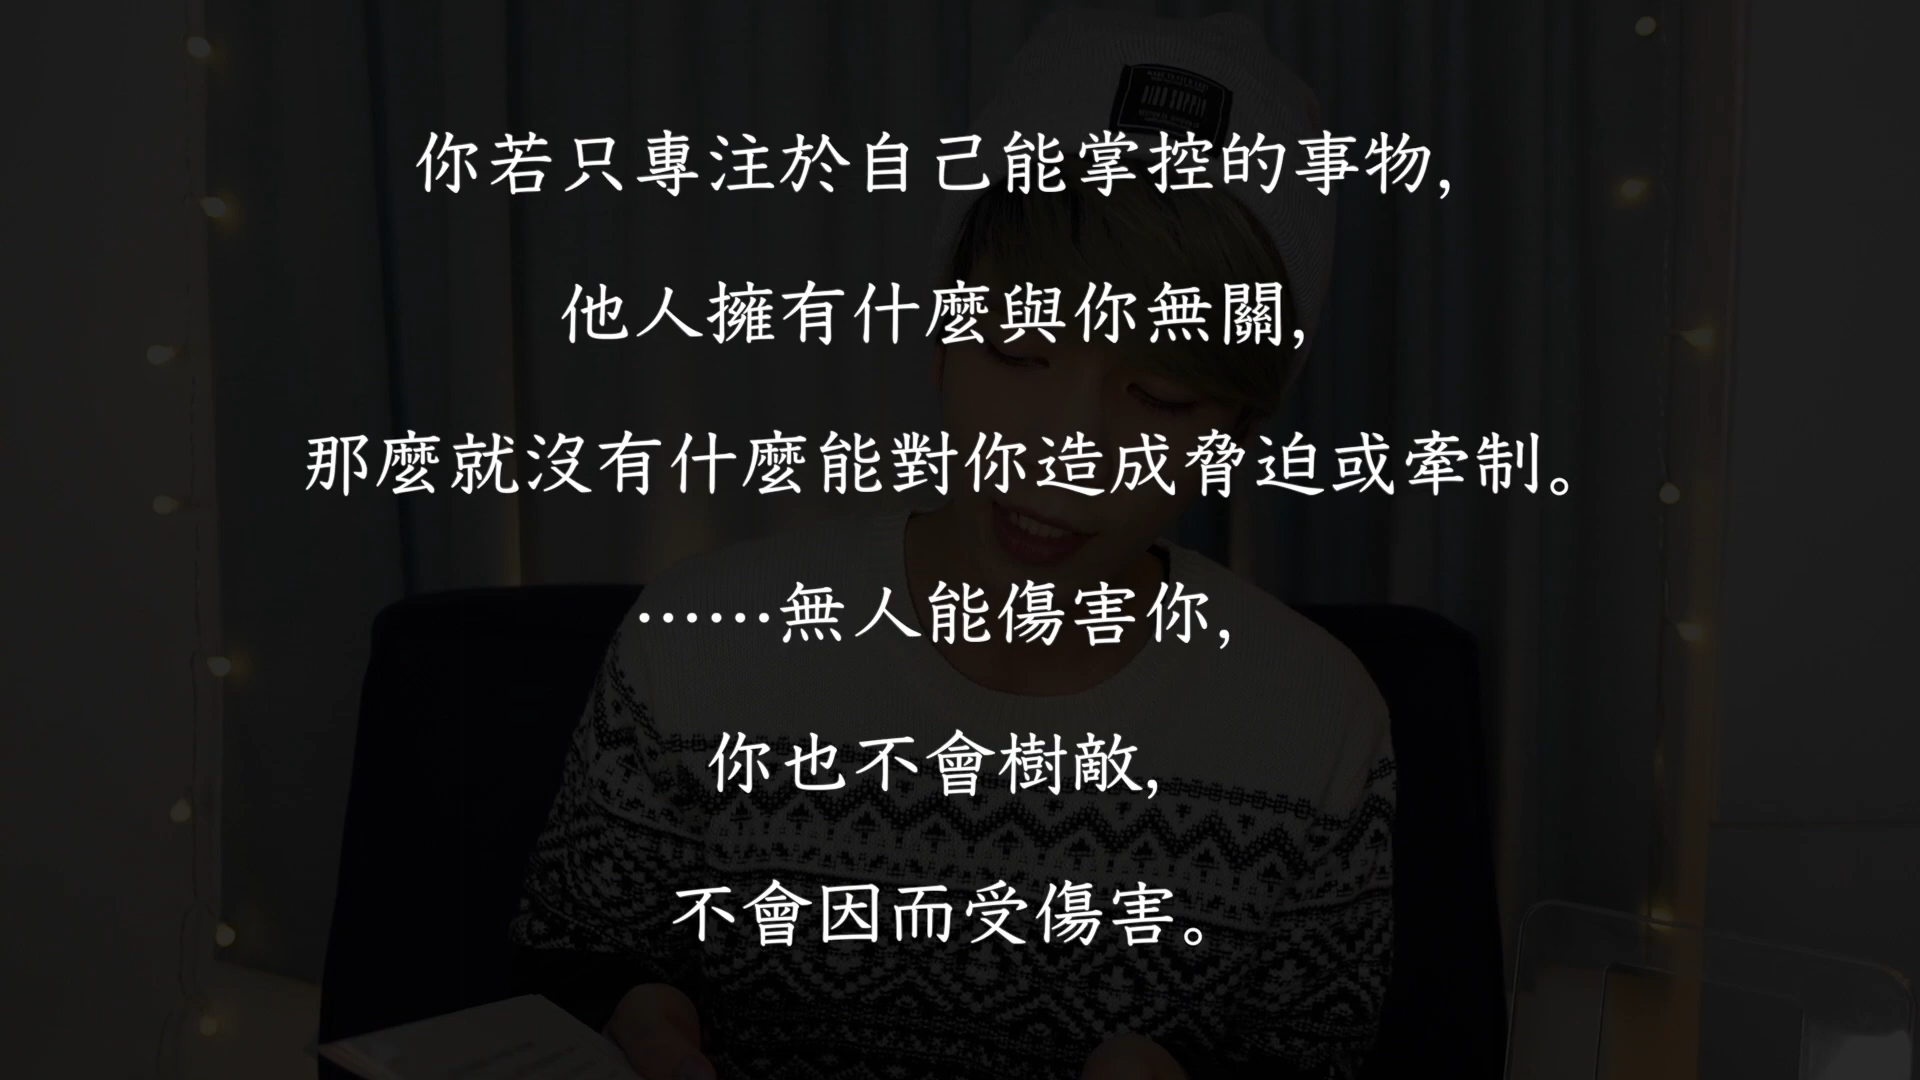 你若只專注於自己能掌控的事物,
他人擁有什麼與你無關,
那麼就沒有什麼能對你造成脅迫或牽制。
……無人能傷害你,
你也不會樹敵,
不會因而受傷害。